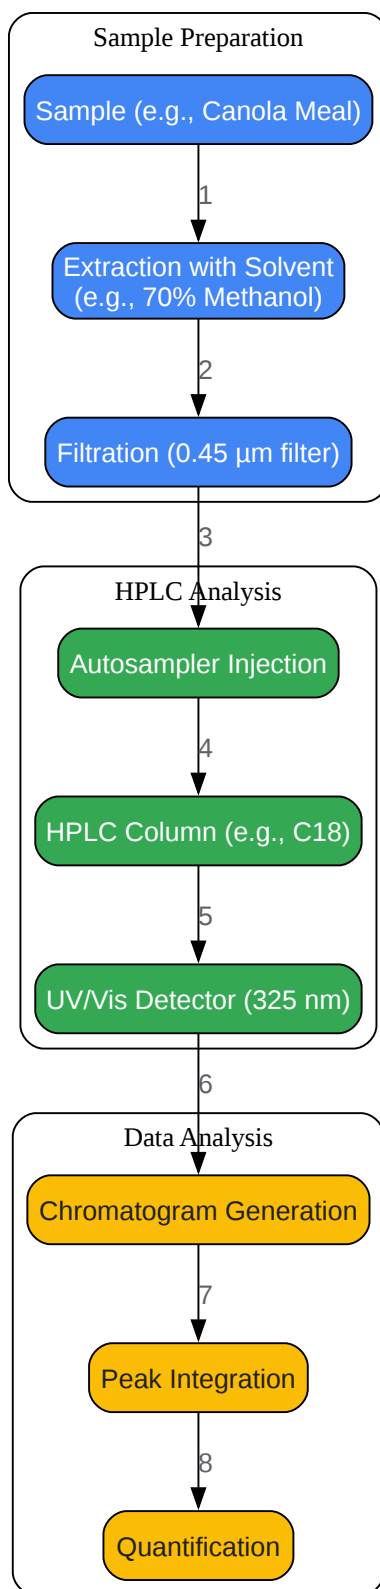 Sample Preparation
Sample (e.g., Canola Meal)
1
Extraction with Solvent
(e.g., 70% Methanol)
2
Filtration (0.45 µm filter)
3
HPLC Analysis
Autosampler Injection
4
HPLC Column (e.g., C18)
5
UV/Vis Detector (325 nm)
6
Data Analysis
Chromatogram Generation
7
Peak Integration
8
Quantification